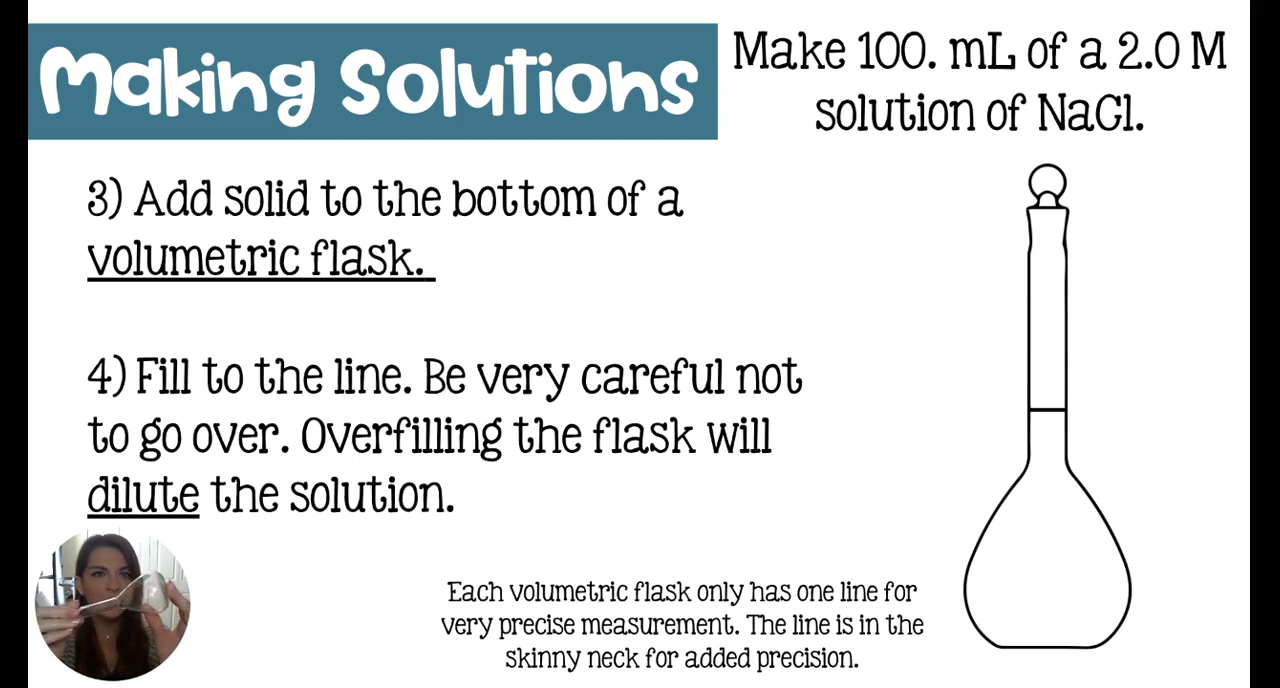 Making Solutions
Make 100. mL of a 2.0 M
solution of NaCl.
3) Add solid to the bottom of a
volumetric flask.
4) Fill to the line. Be very careful not
to go over. Overfilling the flask will
dilute the solution.
Each volumetric flask only has one line for
very precise measurement. The line is in the
skinny neck for added precision.